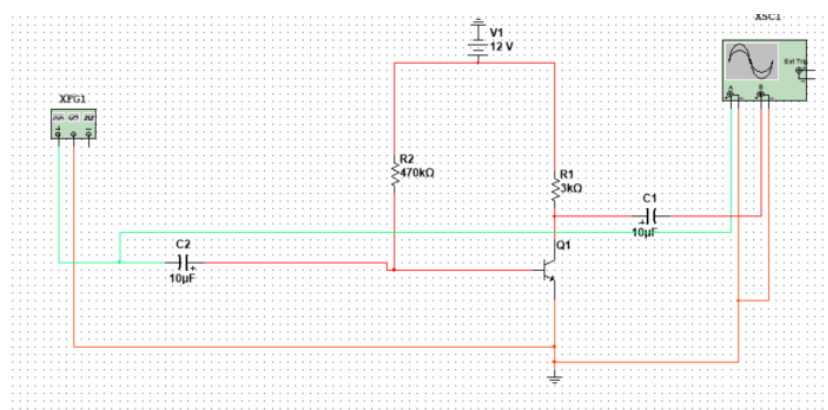 XSC1
V1
12 V
Ext Trig
XFG1
A
B
R2
470kΩ
R1
3kΩ
C1
10µF
C2
10µF
Q1